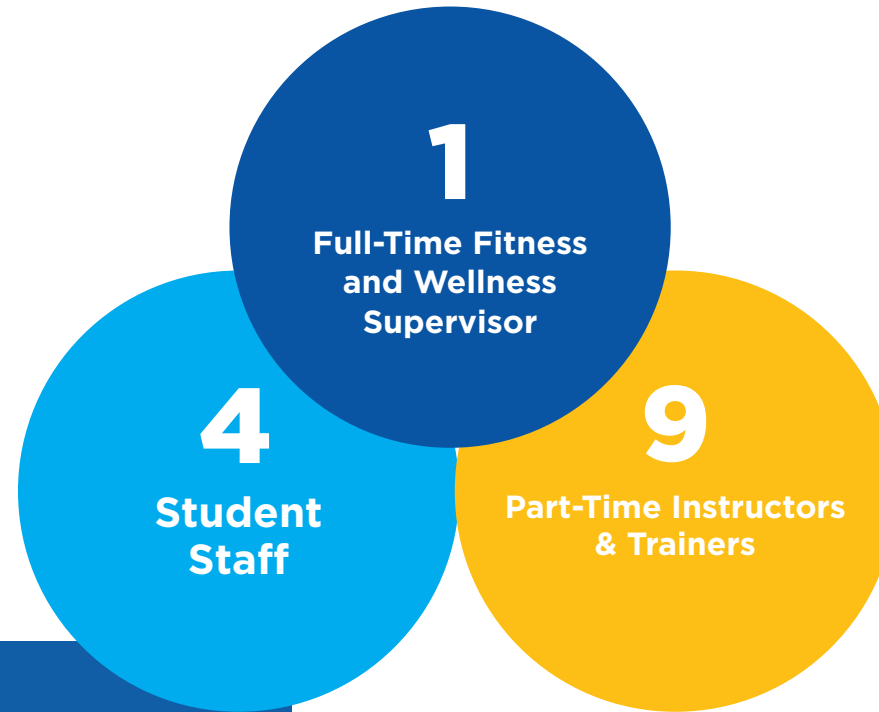 1
Full-Time Fitness
and Wellness
Supervisor
4
Student
Staff
9
Part-Time Instructors
& Trainers